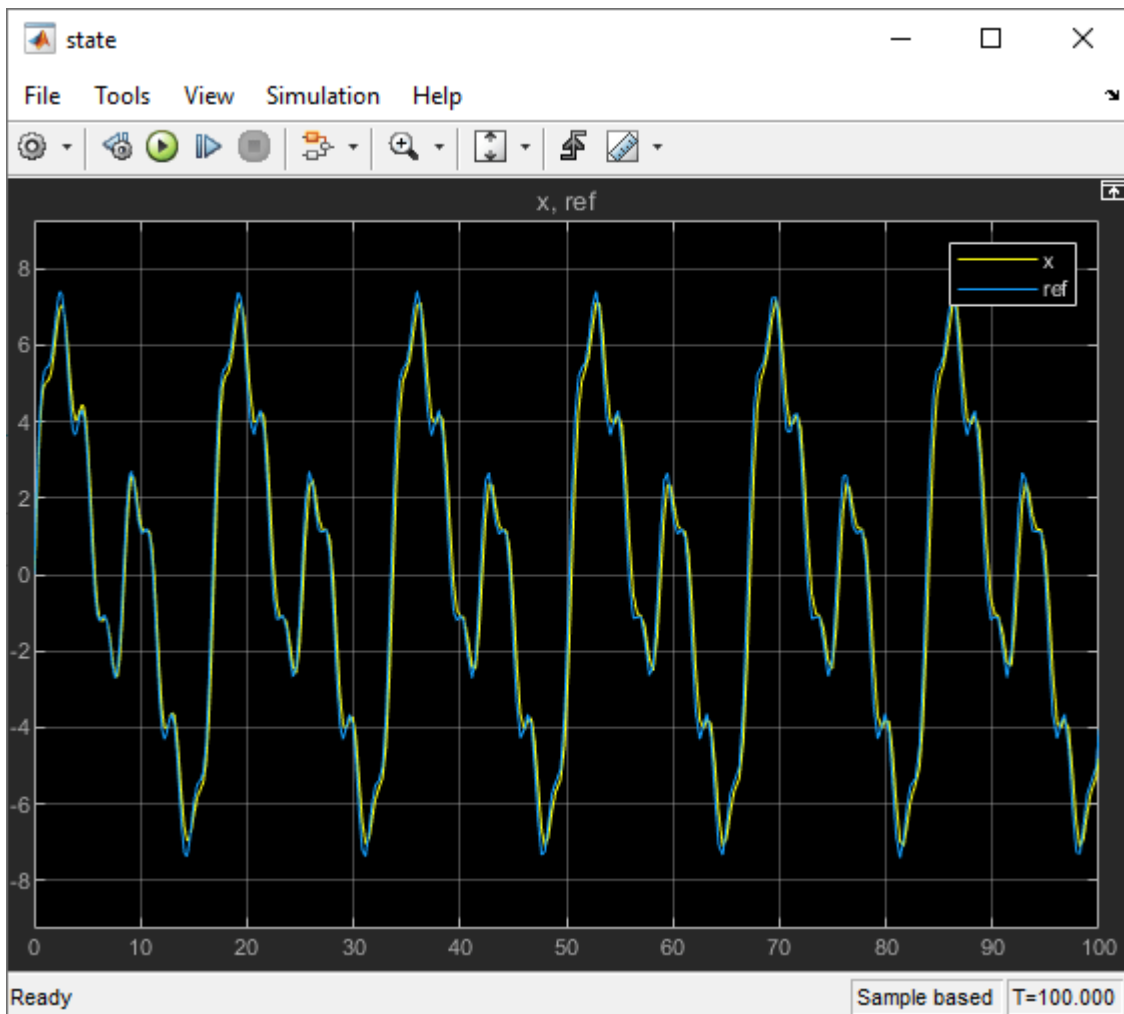 state
File Tools View Simulation Help
x, ref
x
ref
8
6
4
2
0
-2
-4
-6
-8
0 10 20 30 40 50 60 70 80 90 100
Ready Sample based T=100.000